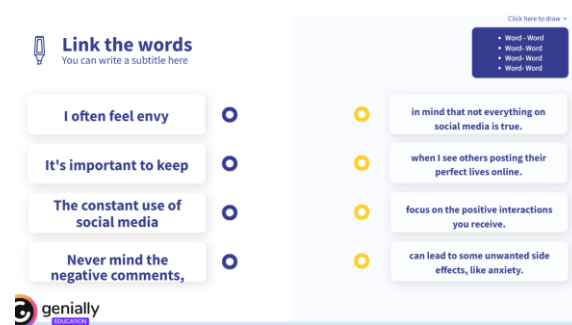 Click here to draw >
Link the words
You can write a subtitle here
• Word - Word
• Word- Word
• Word- Word
• Word- Word
I often feel envy
in mind that not everything on
social media is true.
It's important to keep
when I see others posting their
perfect lives online.
The constant use of
social media
focus on the positive interactions
you receive.
Never mind the
negative comments,
can lead to some unwanted side
effects, like anxiety.
genially
EDUCATION